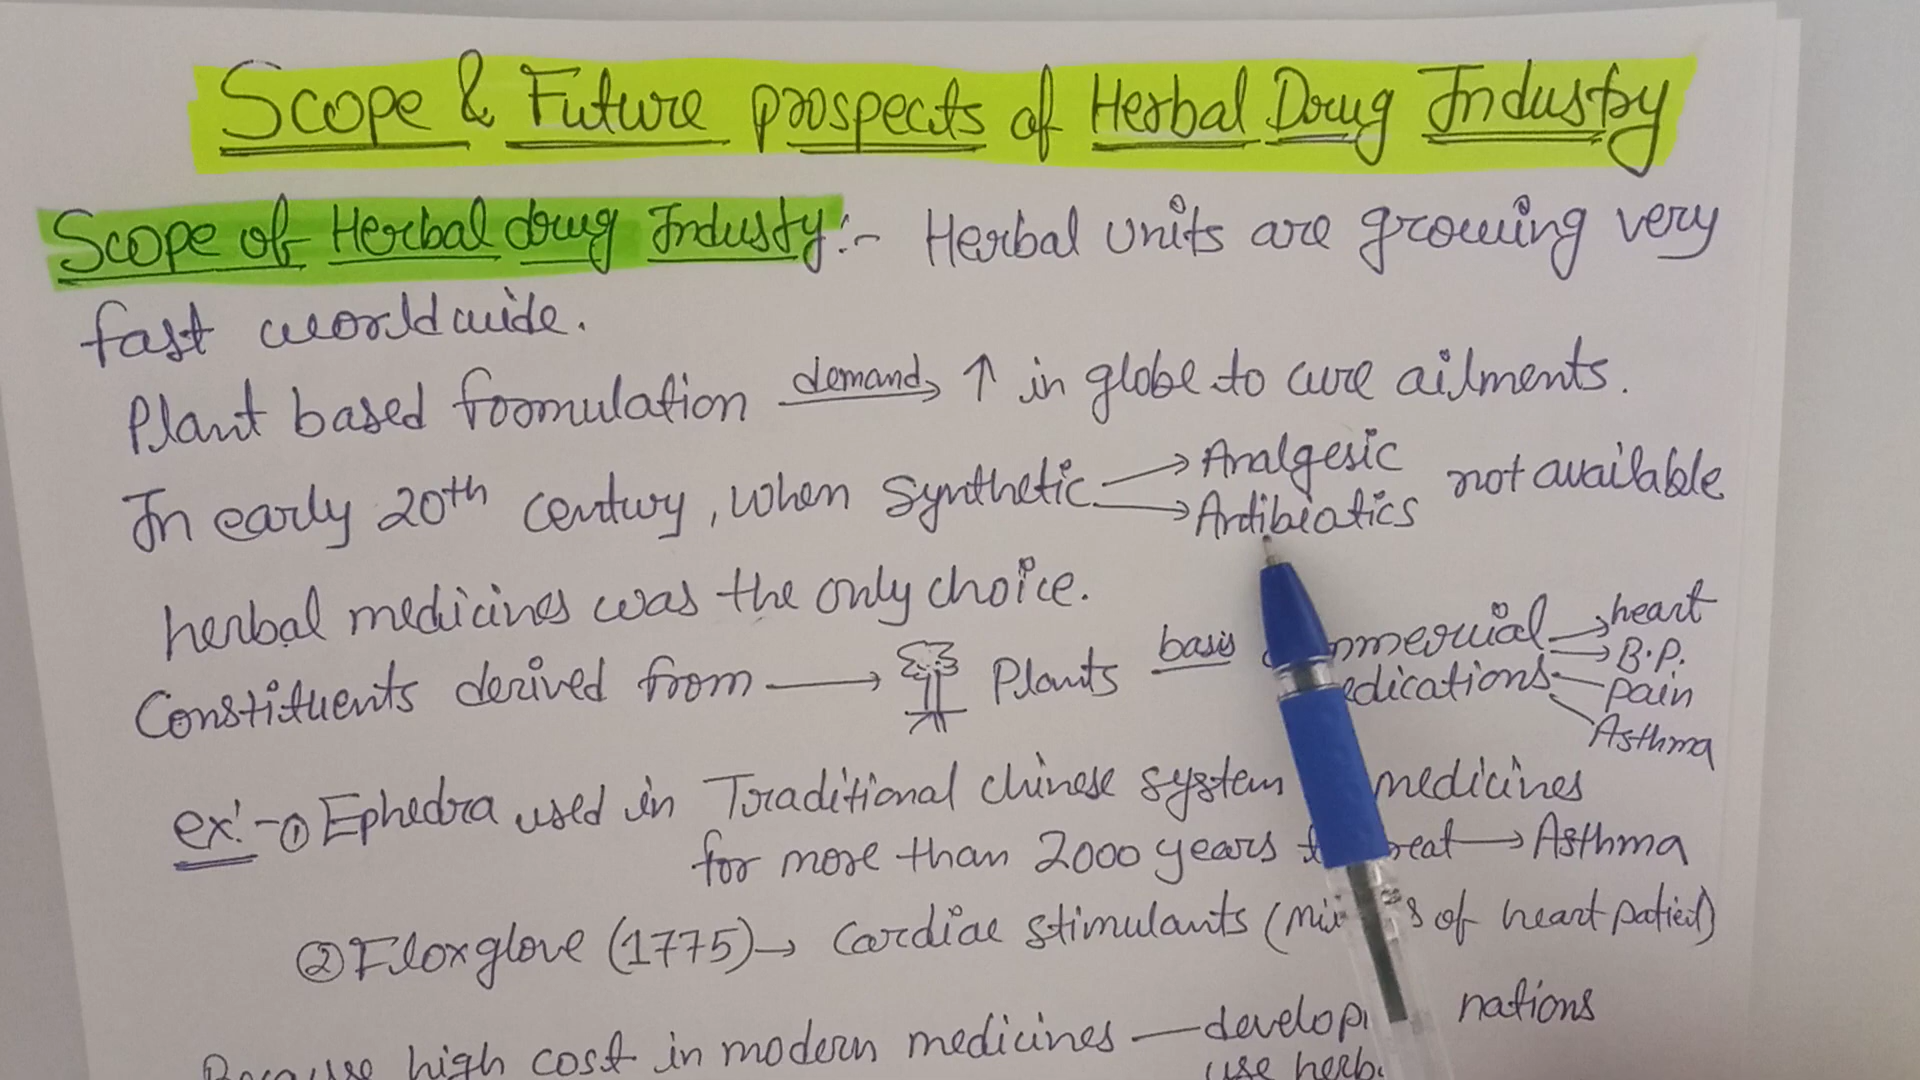 Scope & Future prospects of Herbal Drug Industry
Scope of Herbal drug Industy:- Herbal units are growing very
fast worldwide.
Plant based formulation demand → ↑ in globe to cure ailments.
In early 20th century, when synthetic → Analgesic → Antibiotics not available
herbal medicines was the only choice.
Constituents derived from → Plants basis medications → heart → B.P. pain Asthma
ex:- ① Ephedra used in Traditional chinese system medicines
for more than 2000 years → Asthma
② Floxglove (1775) → Cardiac stimulants ( of heart patient)
high cost in modern medicines — nations
use